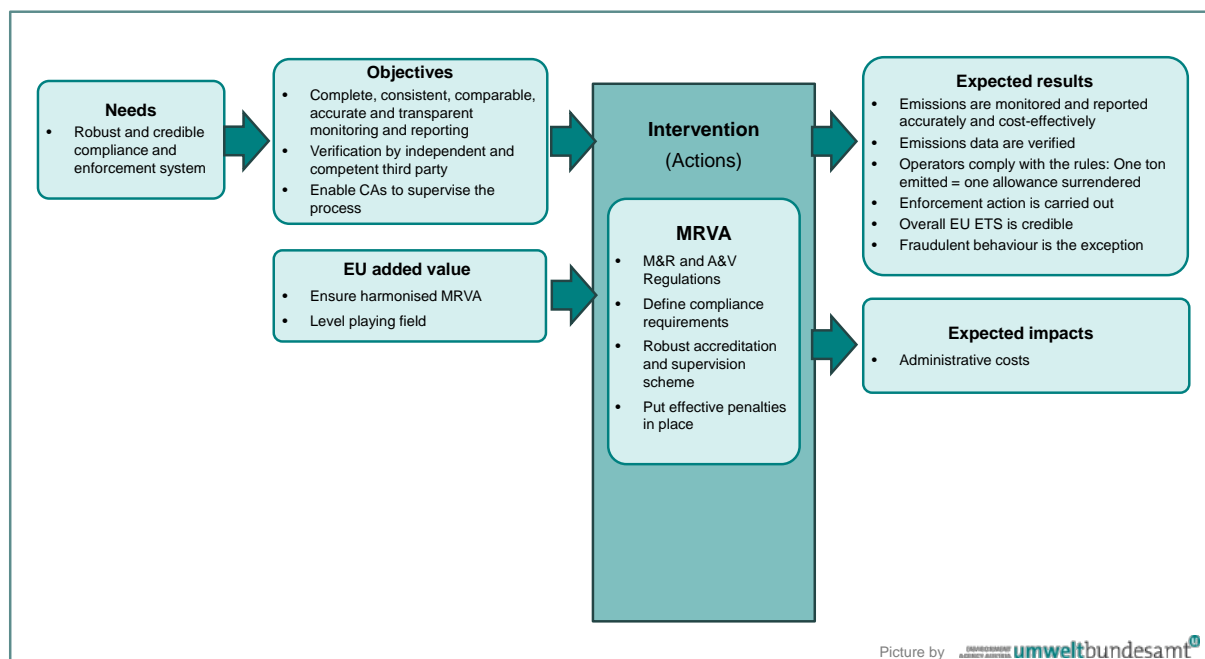 Needs
• Robust and credible
compliance and
enforcement system
Objectives
• Complete, consistent, comparable,
accurate and transparent
monitoring and reporting
• Verification by independent and
competent third party
• Enable CAs to supervise the
process
EU added value
• Ensure harmonised MRVA
• Level playing field
Intervention
(Actions)
MRVA
• M&R and A&V
Regulations
• Define compliance
requirements
• Robust accreditation
and supervision
scheme
• Put effective penalties
in place
Expected results
• Emissions are monitored and reported
accurately and cost-effectively
• Emissions data are verified
• Operators comply with the rules: One ton
emitted = one allowance surrendered
• Enforcement action is carried out
• Overall EU ETS is credible
• Fraudulent behaviour is the exception
Expected impacts
• Administrative costs
Picture by
ENVIRONMENT
AGENCY AUSTRIA umweltbundesamt
u